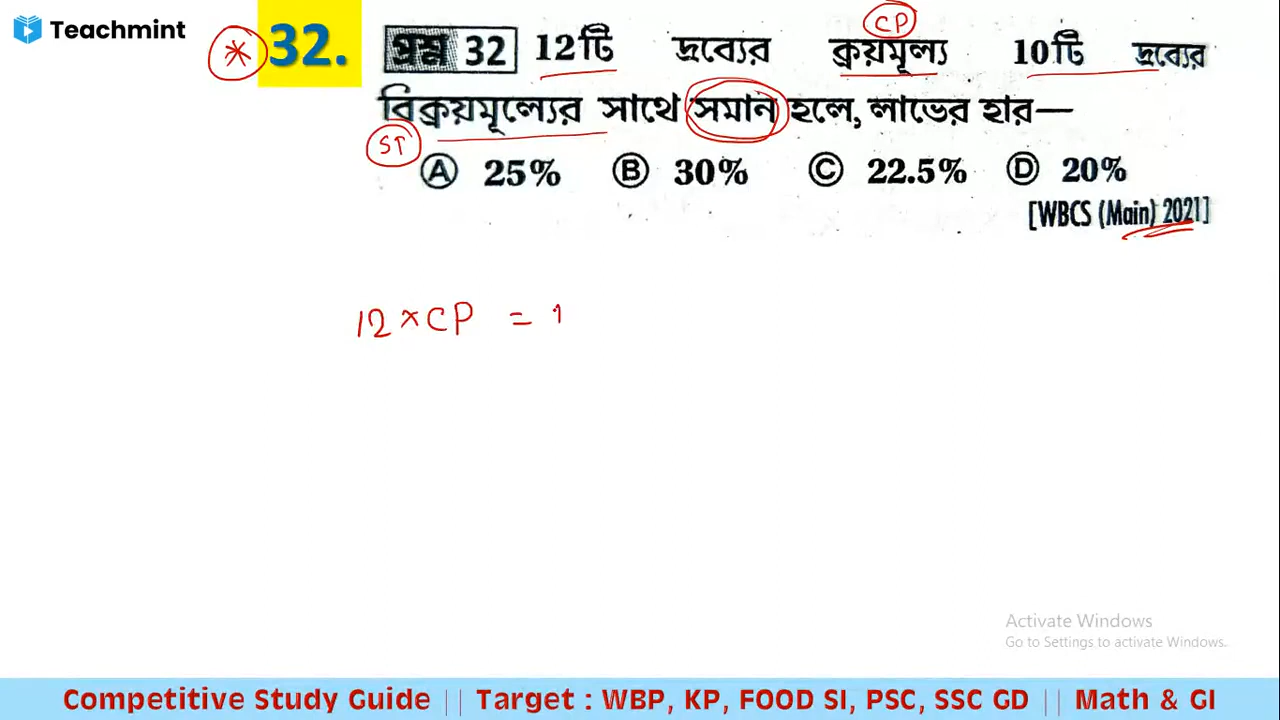 Teachmint
* 32. প্রশ্ন 32 12টি দ্রব্যের ক্রয়মূল্য 10টি দ্রব্যের
CP
বিক্রয়মূল্যের সাথে সমান হলে, লাভের হার—
Ⓐ 25% Ⓑ 30% Ⓒ 22.5% Ⓓ 20%
[WBCS (Main) 2021]
12 × CP = 1
Activate Windows
Go to Settings to activate Windows.
Competitive Study Guide || Target : WBP, KP, FOOD SI, PSC, SSC GD || Math & GI